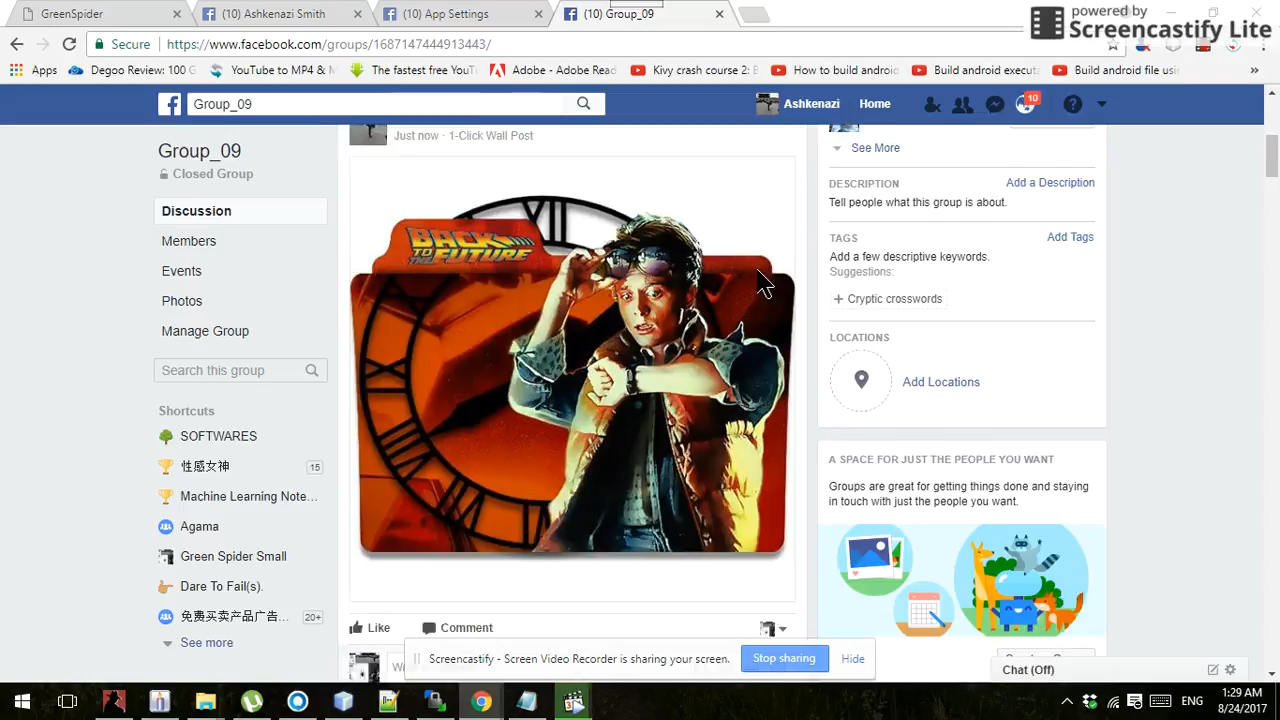 GreenSpider
(10) Ashkenazi Smith
(10) App Settings
(10) Group_09
powered by
Screencastify Lite
Secure
https://www.facebook.com/groups/1687147444913443/
Apps
Degoo Review: 100 G
YouTube to MP4 & M
The fastest free YouT
Adobe - Adobe Read
Kivy crash course 2: B
How to build android
Build android execut
Build android file usin
»
Group_09
Ashkenazi
Home
10
Group_09
Closed Group
Discussion
Members
Events
Photos
Manage Group
Search this group
Shortcuts
SOFTWARES
性感女神
15
Machine Learning Note...
Agama
Green Spider Small
Dare To Fail(s).
免费买卖产品广告...
20+
See more
Just now · 1-Click Wall Post
BACK
TO THE
FUTURE
Like
Comment
See More
DESCRIPTION
Add a Description
Tell people what this group is about.
TAGS
Add Tags
Add a few descriptive keywords.
Suggestions:
+ Cryptic crosswords
LOCATIONS
Add Locations
A SPACE FOR JUST THE PEOPLE YOU WANT
Groups are great for getting things done and staying
in touch with just the people you want.
Screencastify - Screen Video Recorder is sharing your screen.
Stop sharing
Hide
Chat (Off)
ENG
1:29 AM
8/24/2017